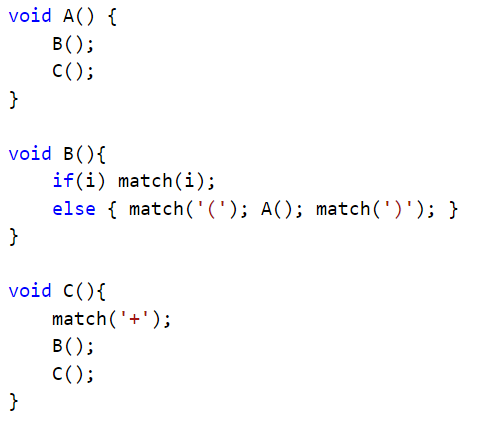 void A() {
    B();
    C();
}

void B(){
    if(i) match(i);
    else { match('('); A(); match(')'); }
}

void C(){
    match('+');
    B();
    C();
}